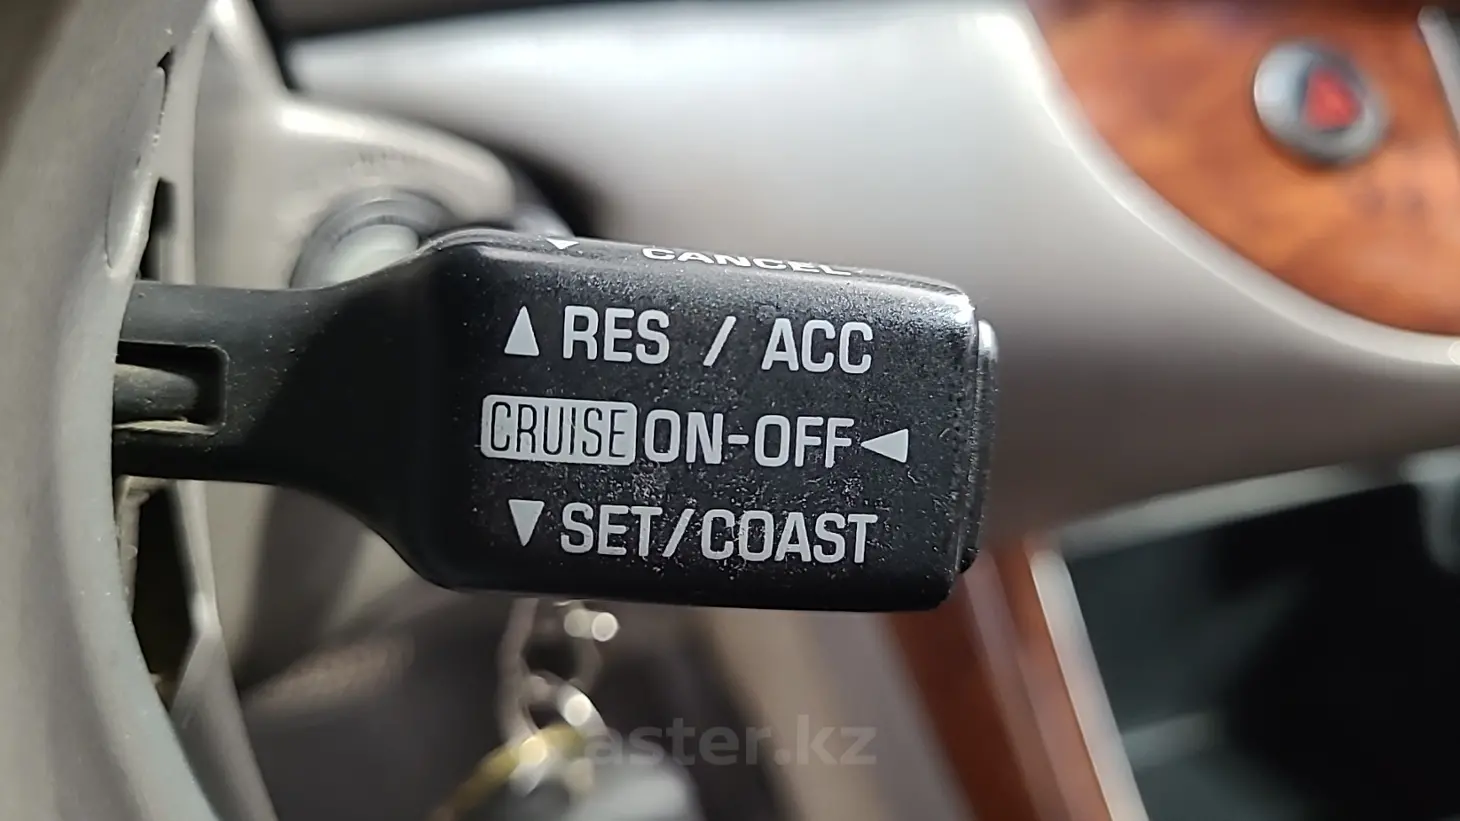 ▼ CANCEL
▲ RES / ACC
CRUISE ON-OFF ◀
▼ SET/COAST
aster.kz